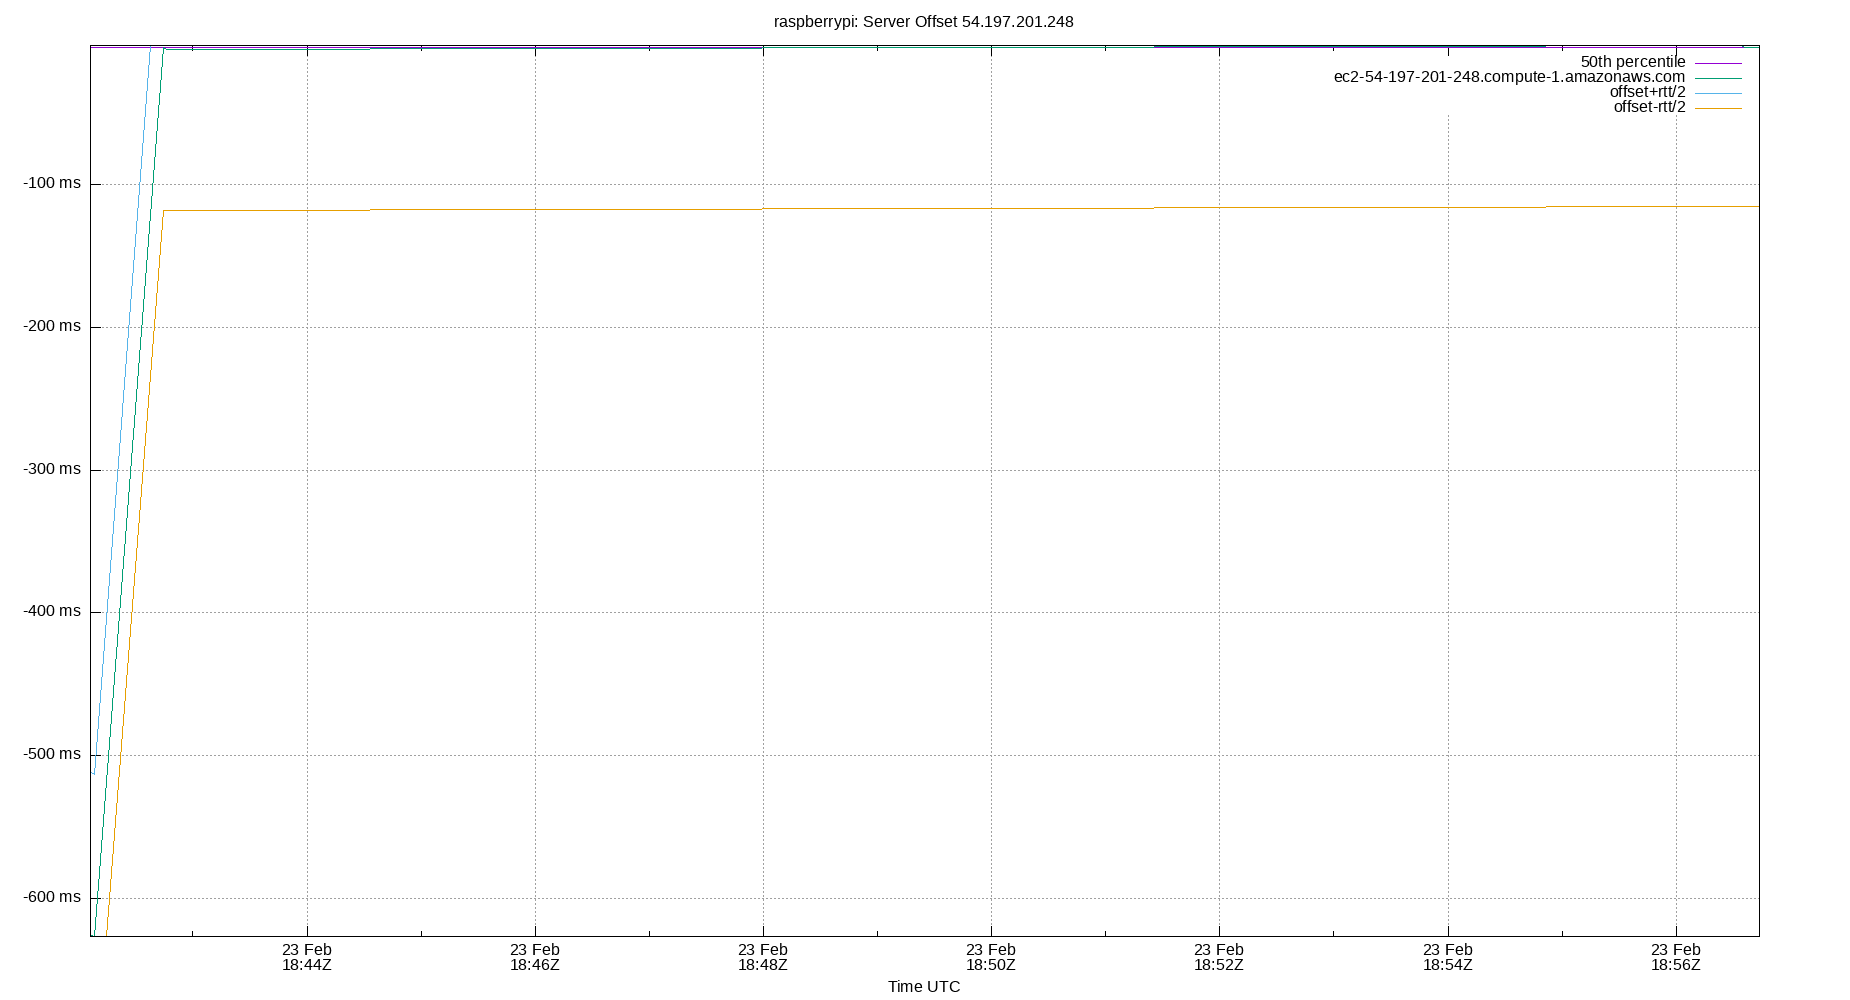 raspberrypi: Server Offset 54.197.201.248
50th percentile
ec2-54-197-201-248.compute-1.amazonaws.com
offset+rtt/2
offset-rtt/2
-100 ms
-200 ms
-300 ms
-400 ms
-500 ms
-600 ms
23 Feb 23 Feb 23 Feb 23 Feb 23 Feb 23 Feb 23 Feb
18:44Z 18:46Z 18:48Z 18:50Z 18:52Z 18:54Z 18:56Z
Time UTC